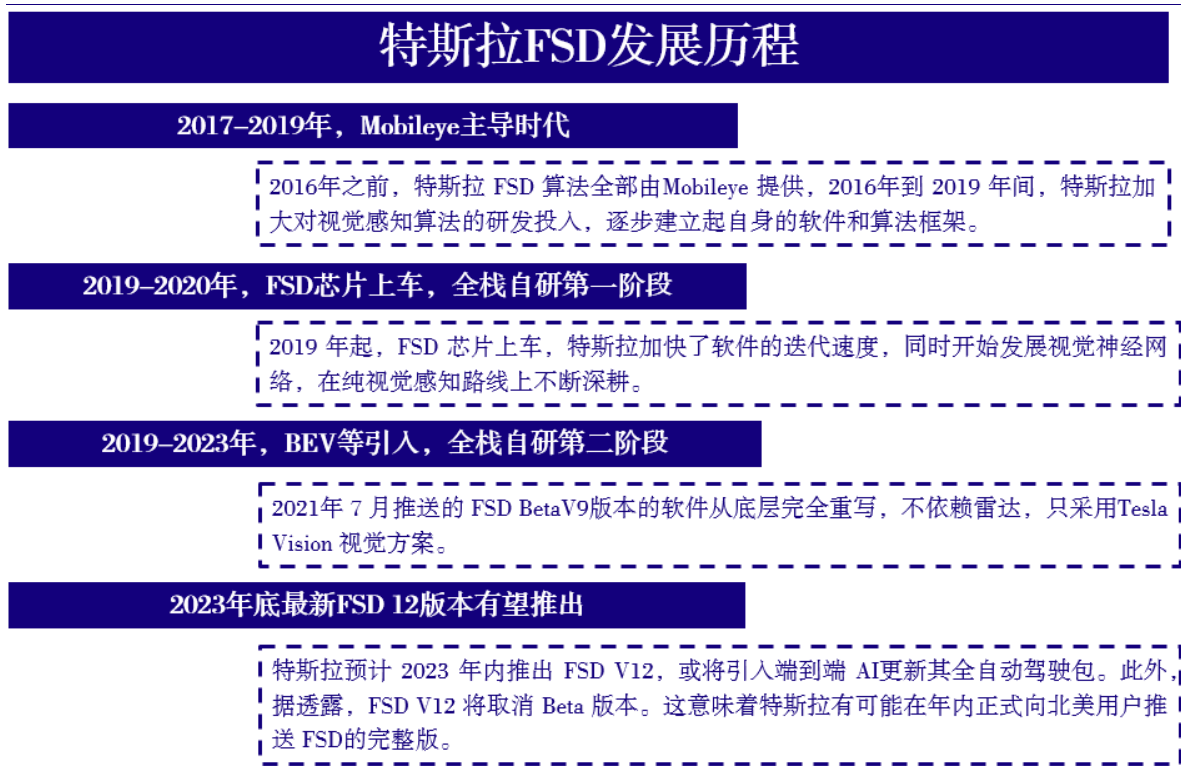 特斯拉FSD发展历程
2017-2019年，Mobileye主导时代
2016年之前，特斯拉 FSD 算法全部由Mobileye 提供，2016年到 2019 年间，特斯拉加
大对视觉感知算法的研发投入，逐步建立起自身的软件和算法框架。
2019-2020年，FSD芯片上车，全栈自研第一阶段
2019 年起，FSD 芯片上车，特斯拉加快了软件的迭代速度，同时开始发展视觉神经网
络，在纯视觉感知路线上不断深耕。
2019-2023年，BEV等引入，全栈自研第二阶段
2021年 7 月推送的 FSD BetaV9版本的软件从底层完全重写，不依赖雷达，只采用Tesla
Vision 视觉方案。
2023年底最新FSD 12版本有望推出
特斯拉预计 2023 年内推出 FSD V12，或将引入端到端 AI更新其全自动驾驶包。此外，
据透露，FSD V12 将取消 Beta 版本。这意味着特斯拉有可能在年内正式向北美用户推
送 FSD的完整版。